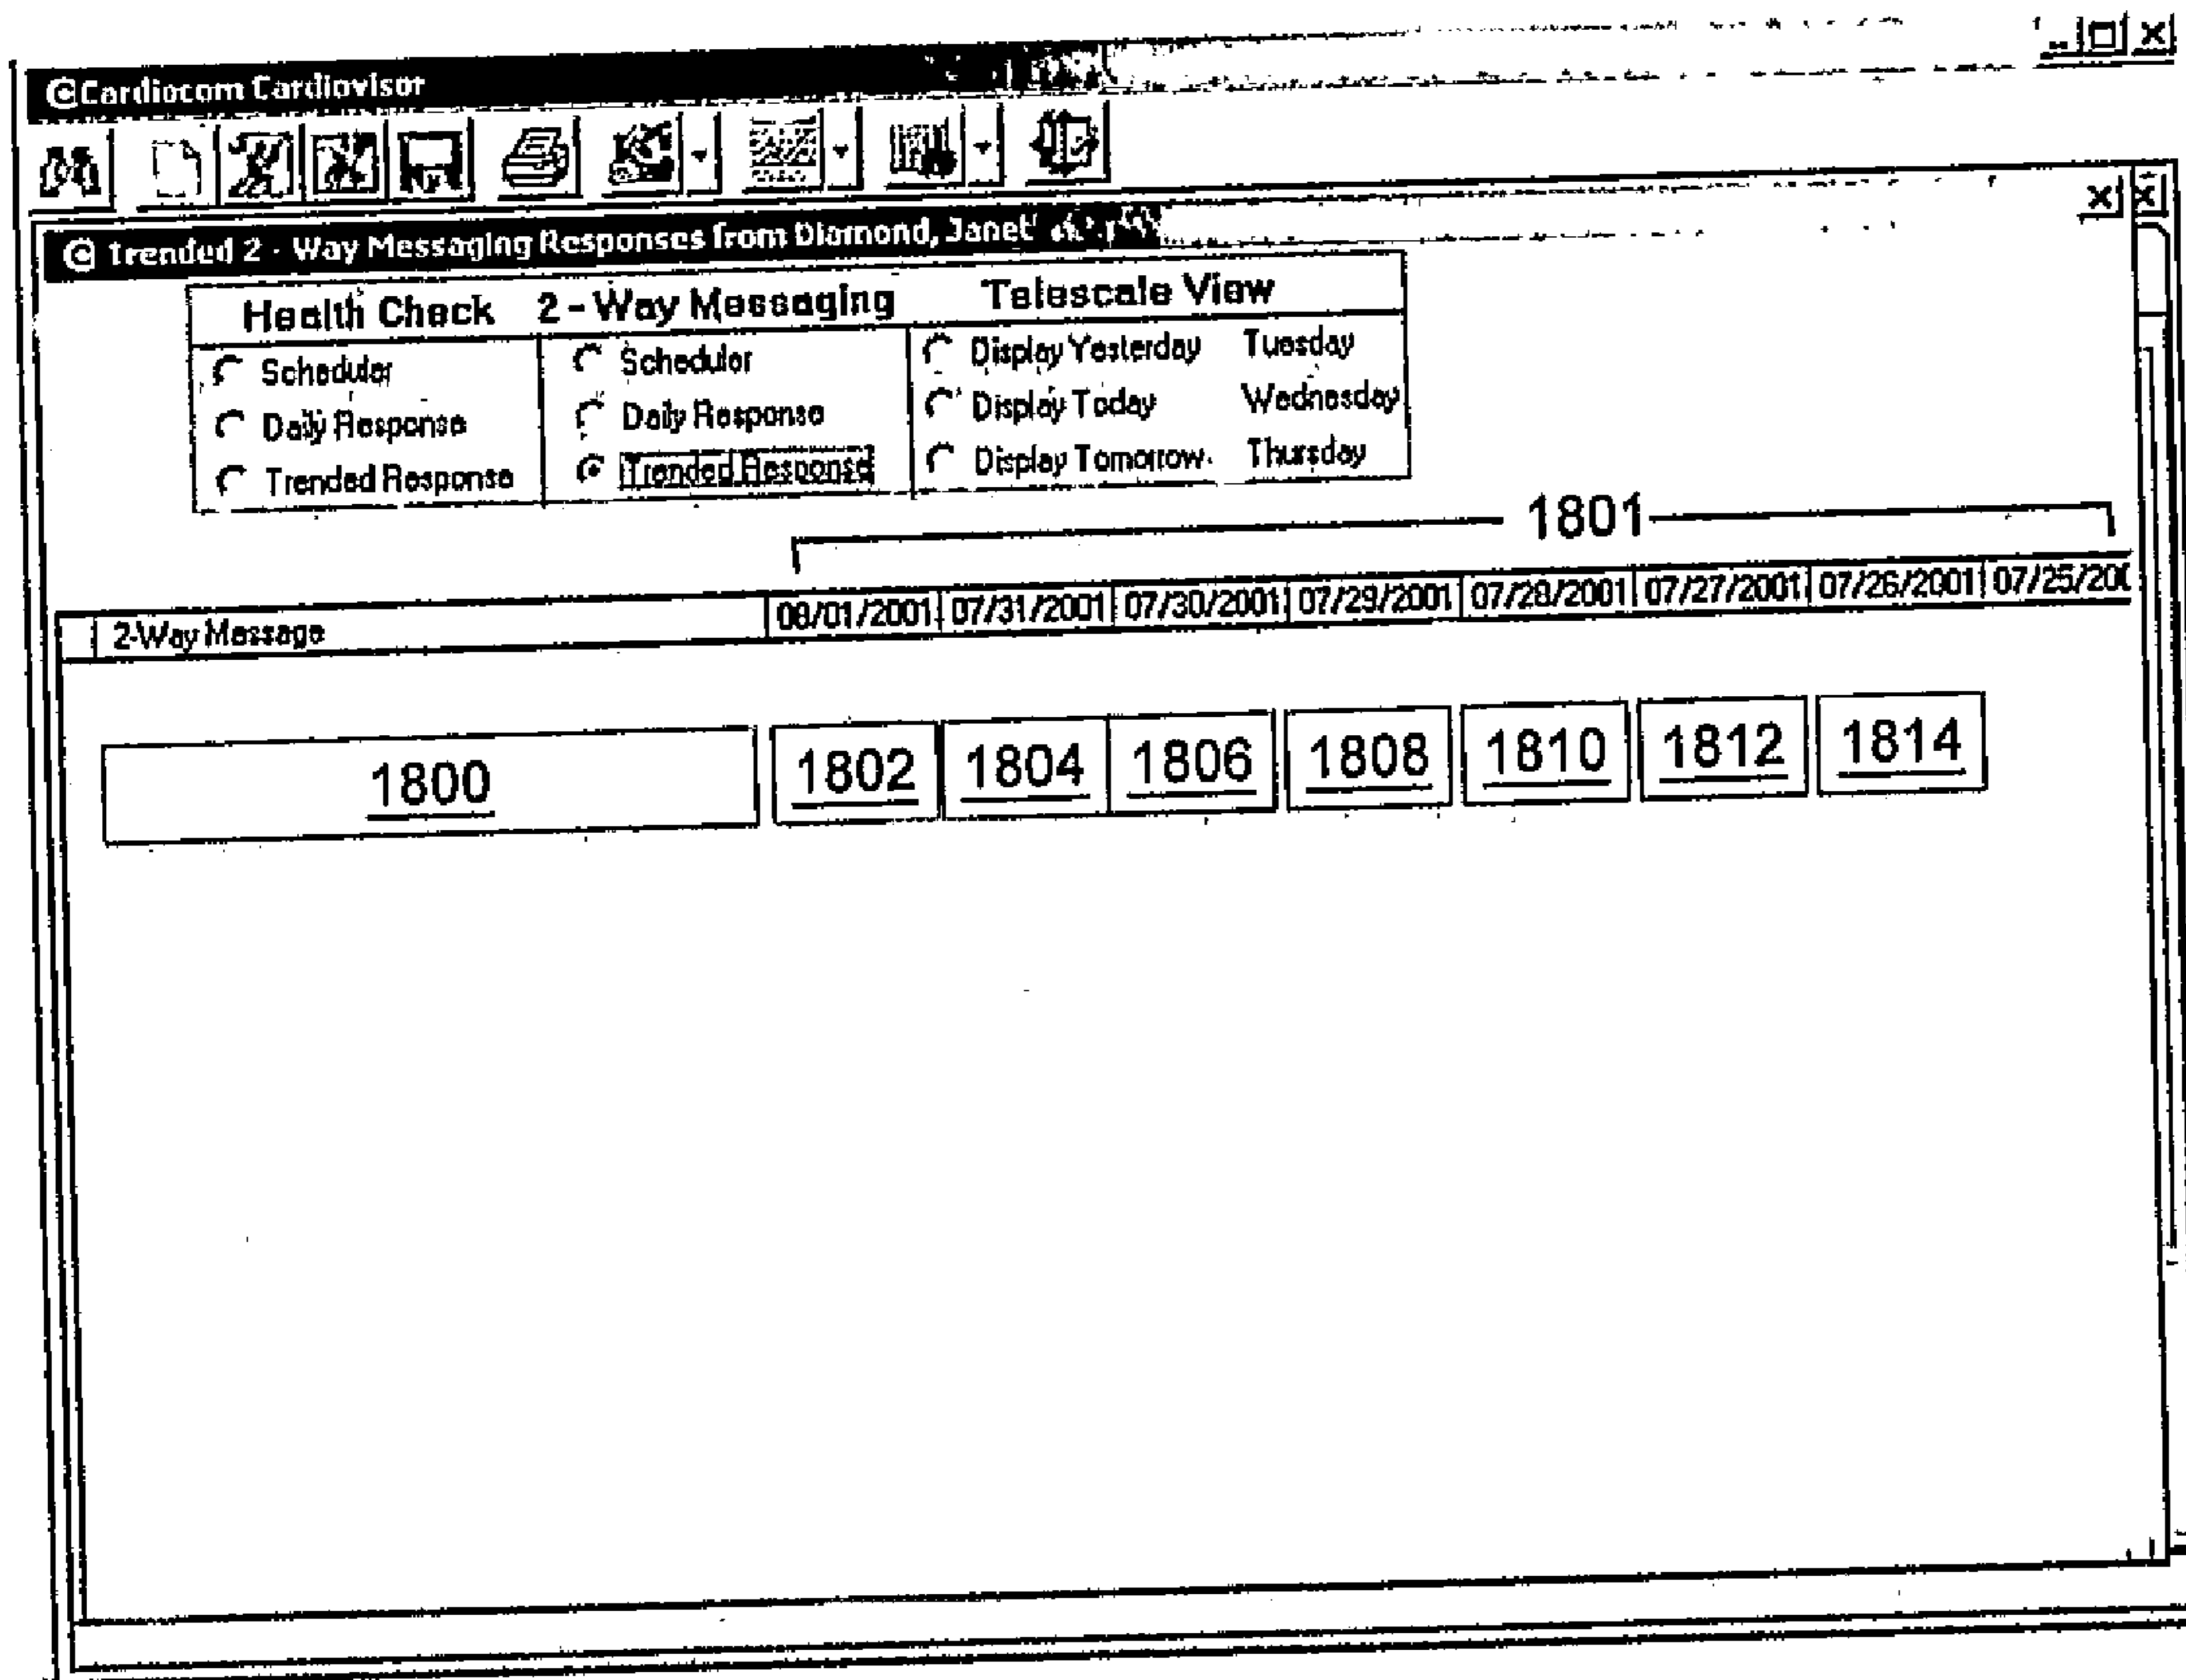 Cardiocom Cardiovisor
Trended 2 - Way Messaging Responses from Diamond, Janet
Health Check 2 - Way Messaging Telescale View
Scheduler Scheduler Display Yesterday Tuesday
Daily Response Daily Response Display Today Wednesday
Trended Response Trended Response Display Tomorrow Thursday
1801
2-Way Message 08/01/2001 07/31/2001 07/30/2001 07/29/2001 07/28/2001 07/27/2001 07/26/2001 07/25/200
1800 1802 1804 1806 1808 1810 1812 1814